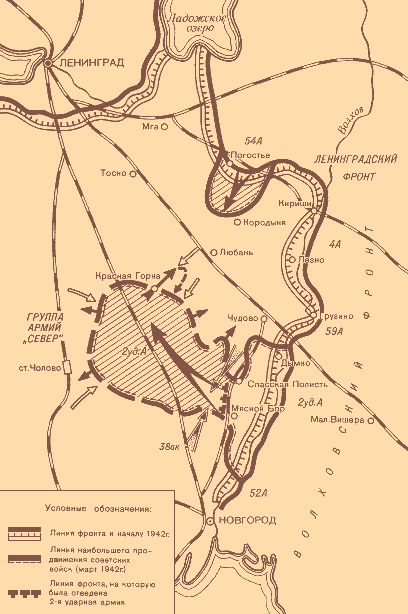 Ладожское
озеро
ЛЕНИНГРАД
Волхов
Мга
54А
Погостье
ЛЕНИНГРАДСКИЙ
ФРОНТ
Тосно
Кириши
Кородыня
4А
Любань
Лезно
Красная Горка
ГРУППА
АРМИЙ
„СЕВЕР"
Чудово
Грузино
59А
2уд.А
Дымно
ст.Чолово
Спасская Полисть
2уд.А
Мясной Бор
Мал.Вишера
38ак
52А
НОВГОРОД
ВОЛХОВСКИЙ ФРОНТ
Условные обозначения:
Линия фронта и началу 1942г.
Линия наибольшего про-
движения советских
войск (март 1942г.)
Линия фронта, на которую
была отведена
2-я ударная армия